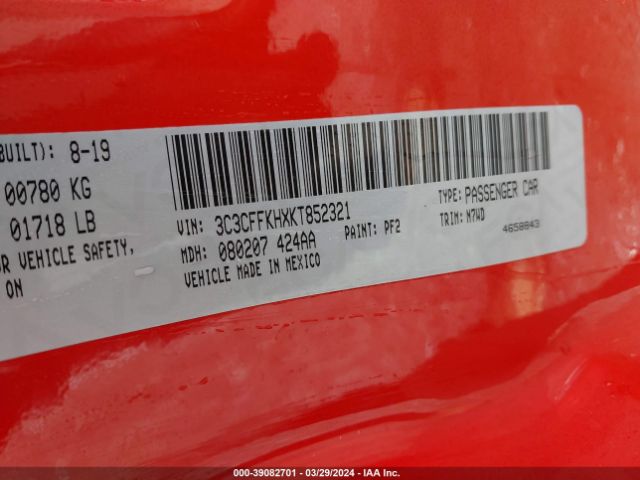 BUILT): 8-19
00780 KG
01718 LB
R VEHICLE SAFETY,
ON
VIN: 3C3CFFKHXKT852321
MDH: 080207 424AA
PAINT: PF2
VEHICLE MADE IN MEXICO
TYPE: PASSENGER CAR
TRIM: N7WD
4658843
000-39082701 - 03/29/2024 - IAA Inc.